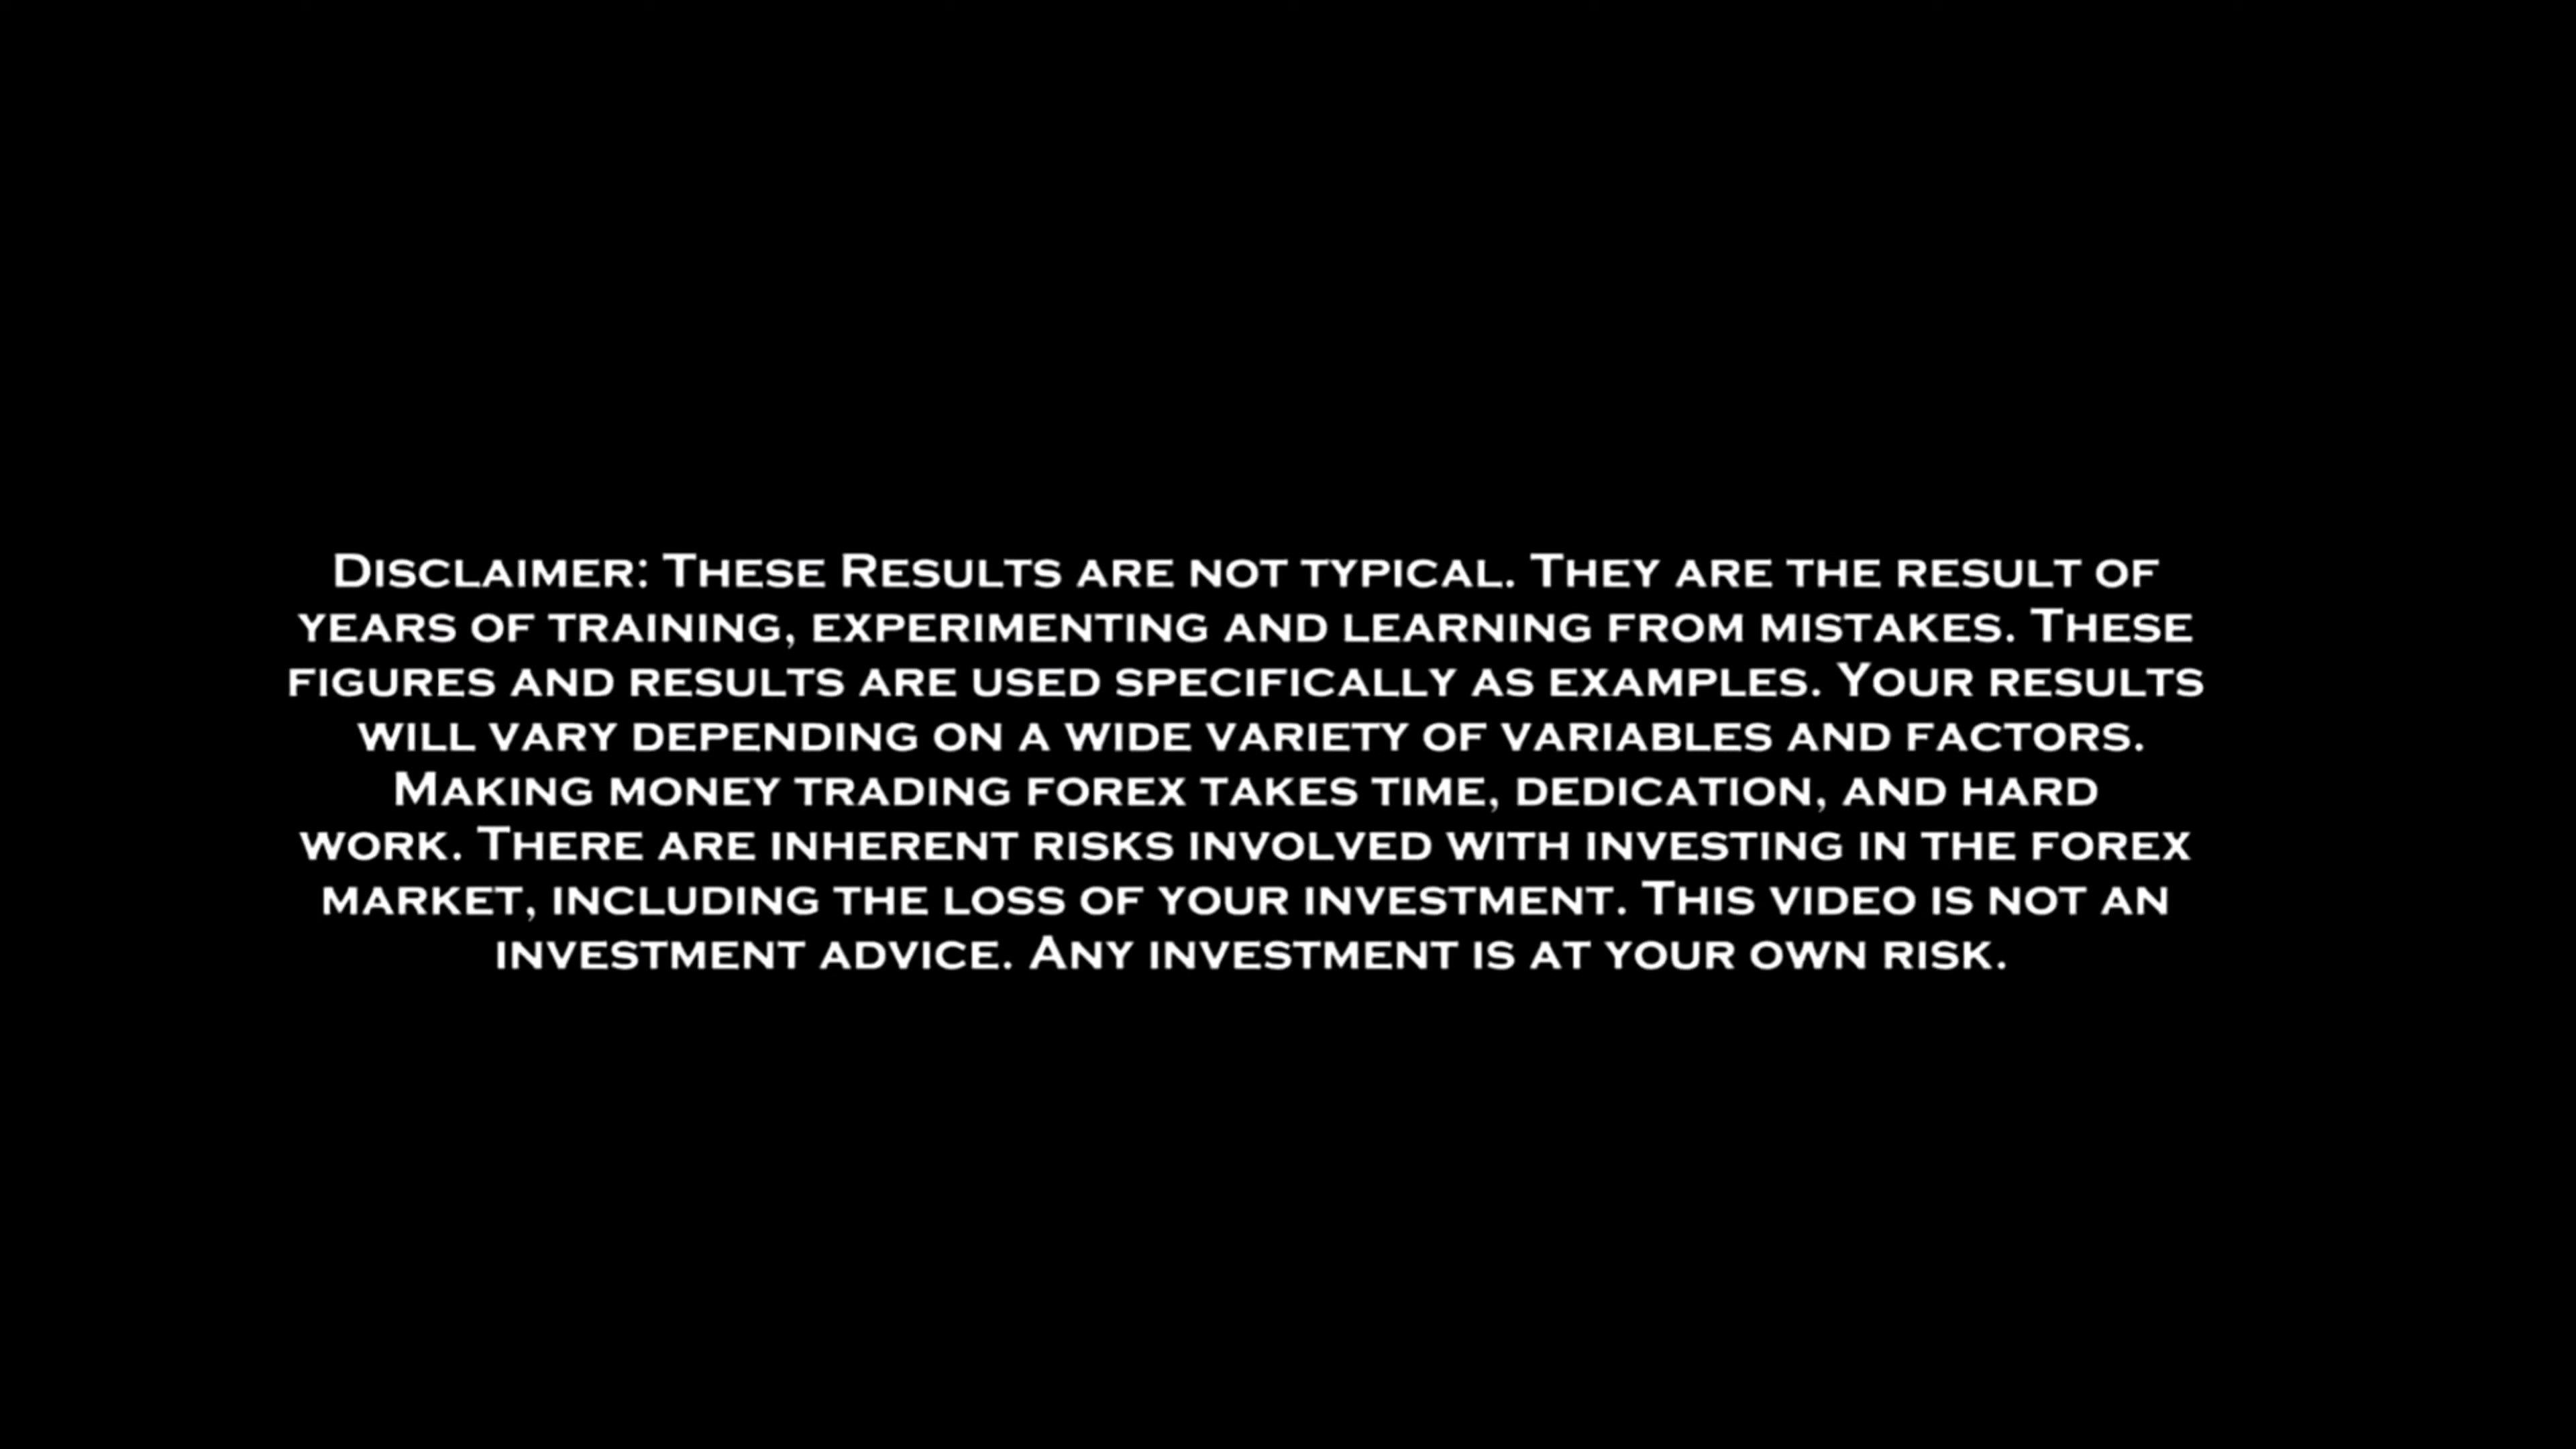 Disclaimer: These Results are not typical. They are the result of
years of training, experimenting and learning from mistakes. These
figures and results are used specifically as examples. Your results
will vary depending on a wide variety of variables and factors.
Making money trading forex takes time, dedication, and hard
work. There are inherent risks involved with investing in the forex
market, including the loss of your investment. This video is not an
investment advice. Any investment is at your own risk.